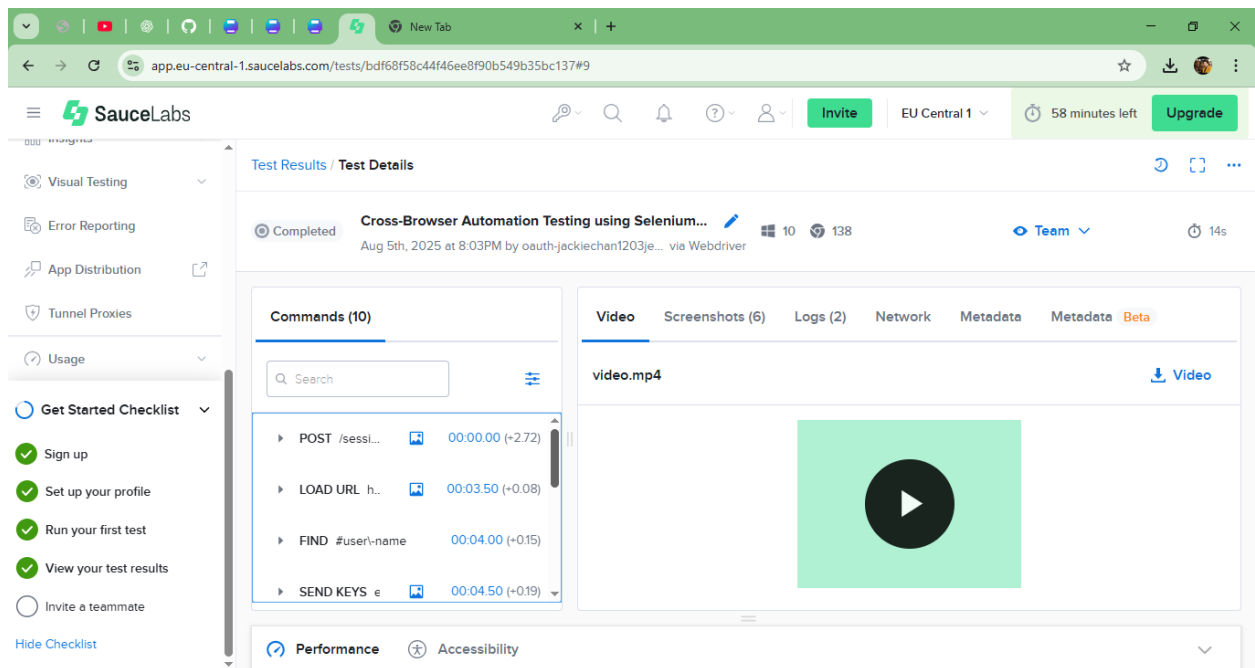 New Tab
app.eu-central-1.saucelabs.com/tests/bdf68f58c44f46ee8f90b549b35bc137#9
SauceLabs
Invite
EU Central 1
58 minutes left
Upgrade
Insights
Visual Testing
Error Reporting
App Distribution
Tunnel Proxies
Usage
Get Started Checklist
Sign up
Set up your profile
Run your first test
View your test results
Invite a teammate
Hide Checklist
Test Results / Test Details
Completed
Cross-Browser Automation Testing using Selenium...
Aug 5th, 2025 at 8:03PM by oauth-jackiechan1203je... via Webdriver
10 138
Team
14s
Commands (10)
Search
POST /sessi... 00:00.00 (+2.72)
LOAD URL h.. 00:03.50 (+0.08)
FIND #user\-name 00:04.00 (+0.15)
SEND KEYS e 00:04.50 (+0.19)
Video Screenshots (6) Logs (2) Network Metadata Metadata Beta
video.mp4 Video
Performance Accessibility